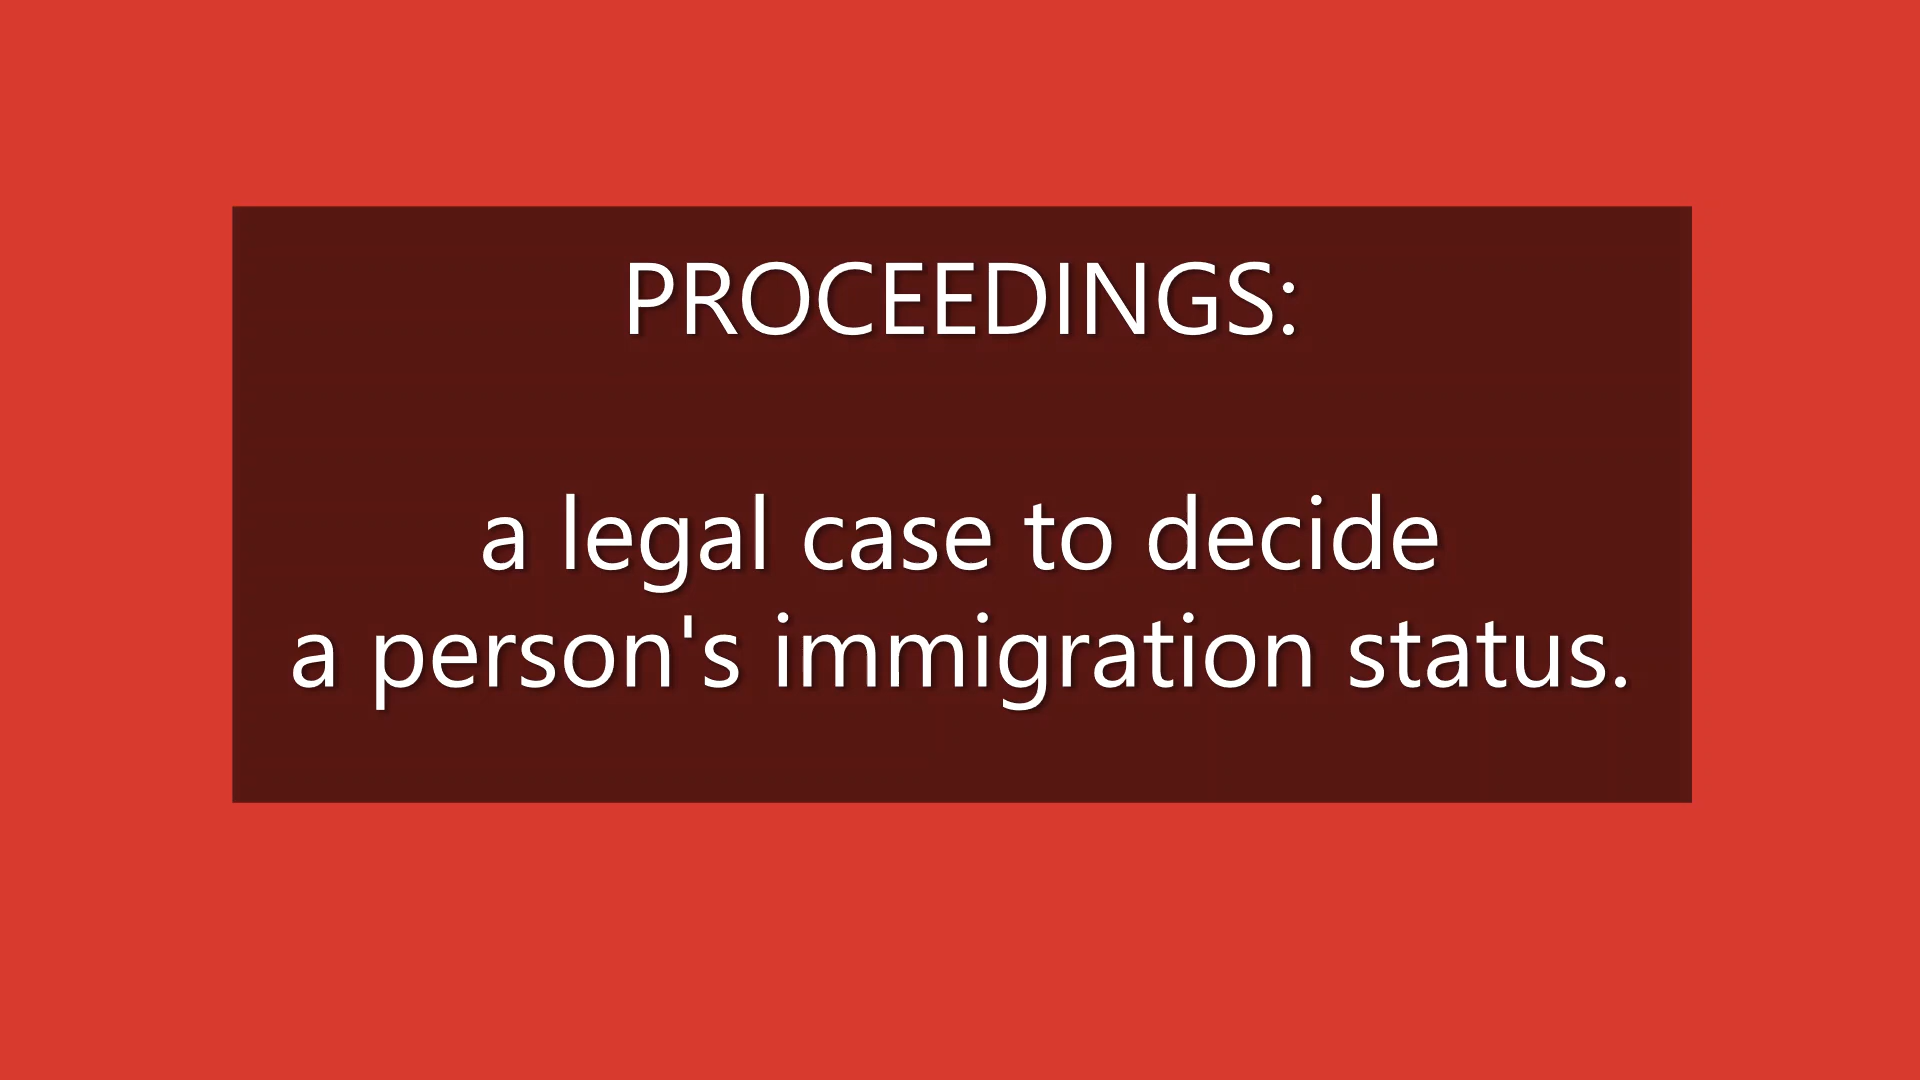 PROCEEDINGS:
a legal case to decide
a person's immigration status.